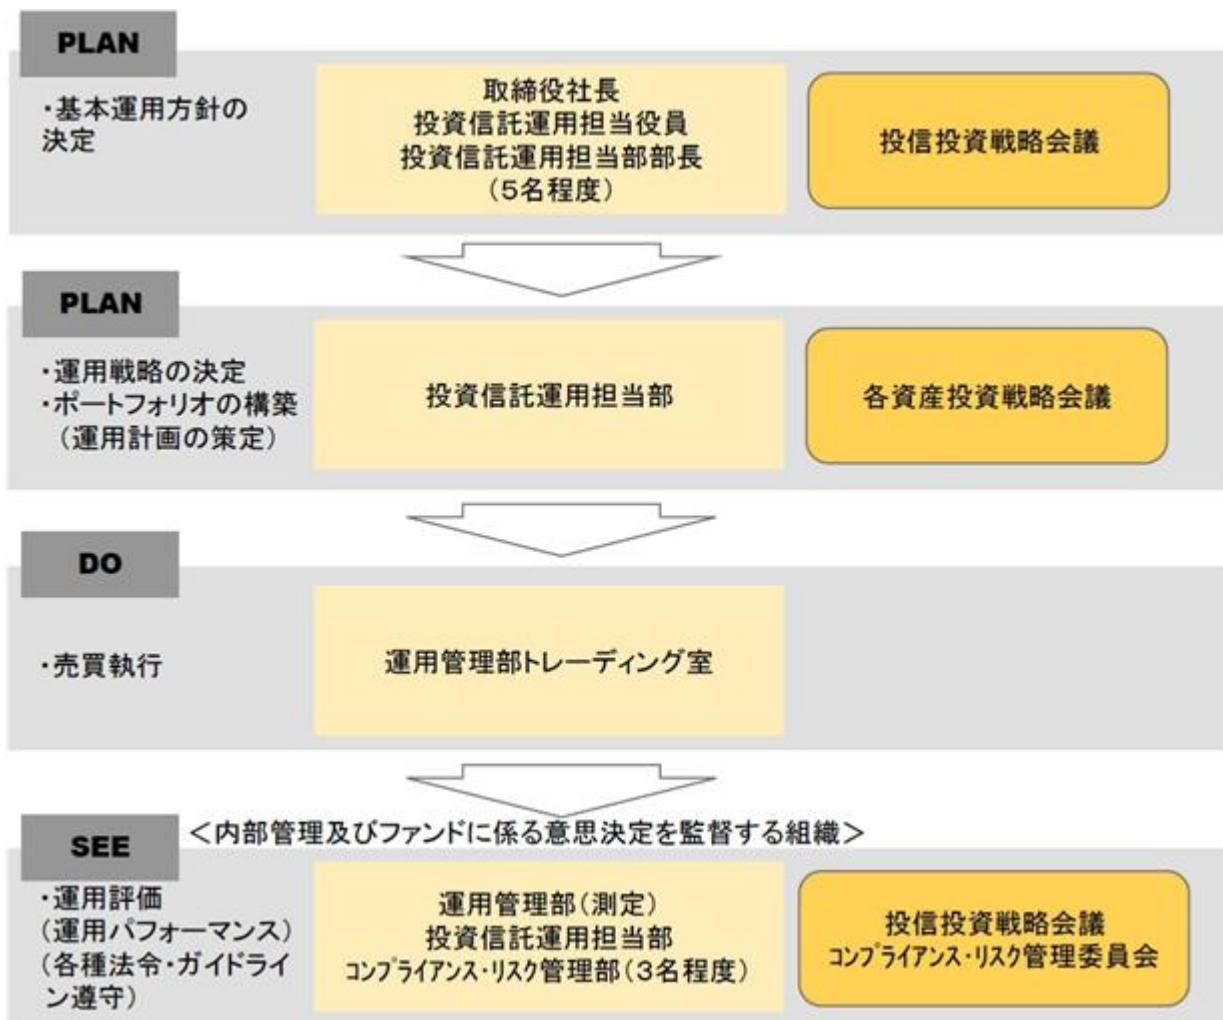 PLAN
・基本運用方針の
決定
取締役社長
投資信託運用担当役員
投資信託運用担当部部長
(５名程度)
投信投資戦略会議
PLAN
・運用戦略の決定
・ポートフォリオの構築
(運用計画の策定)
投資信託運用担当部
各資産投資戦略会議
DO
・売買執行
運用管理部トレーディング室
＜内部管理及びファンドに係る意思決定を監督する組織＞
SEE
・運用評価
(運用パフォーマンス)
(各種法令・ガイドライ
ン遵守)
運用管理部(測定)
投資信託運用担当部
ｺﾝﾌﾟﾗｲｱﾝｽ・ﾘｽｸ管理部(３名程度)
投信投資戦略会議
ｺﾝﾌﾟﾗｲｱﾝｽ・ﾘｽｸ管理委員会